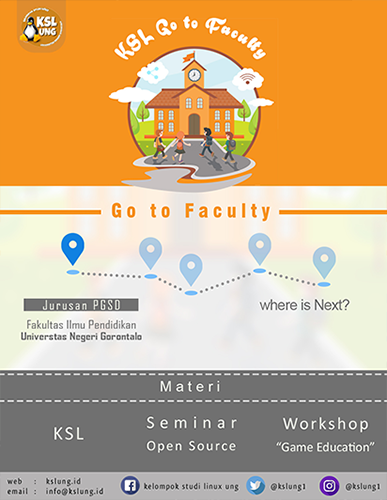 KSL
UNG
KSL Go to Faculty
Go to Faculty
Jurusan PGSD
Fakultas Ilmu Pendidikan
Universtas Negeri Gorontalo
where is Next?
Materi
KSL
Seminar
Open Source
Workshop
“Game Education”
web : kslung.id
email : info@kslung.id
kelompok studi linux ung
@kslung1
@kslung1